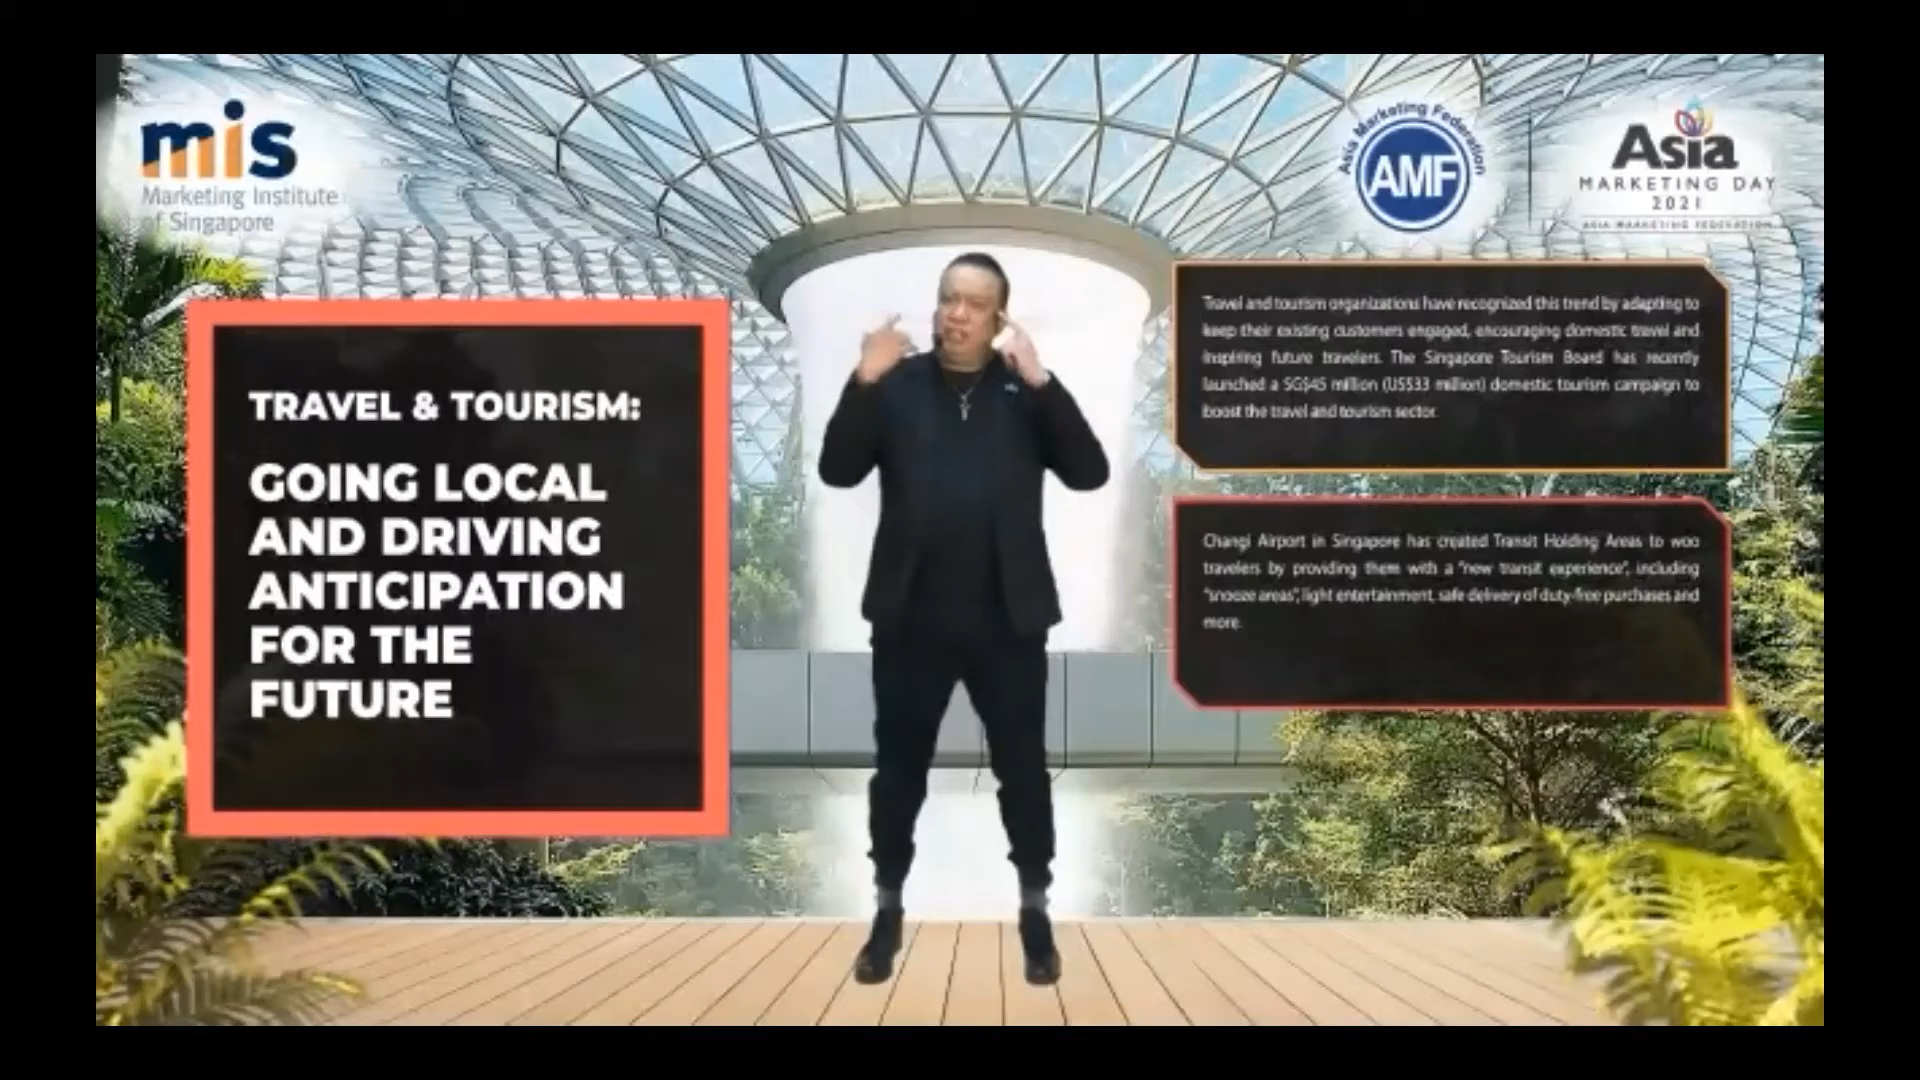 mis
Marketing Institute
of Singapore
Asia Marketing Federation
AMF
Asia
MARKETING DAY
2021
ASIA MARKETING FEDERATION
TRAVEL & TOURISM:
GOING LOCAL
AND DRIVING
ANTICIPATION
FOR THE
FUTURE
Travel and tourism organizations have recognized this trend by adapting to
keep their existing customers engaged, encouraging domestic travel and
inspiring future travelers. The Singapore Tourism Board has recently
launched a SG$45 million (US$33 million) domestic tourism campaign to
boost the travel and tourism sector.
Changi Airport in Singapore has created Transit Holding Areas to woo
travelers by providing them with a "new transit experience", including
"snooze areas", light entertainment, safe delivery of duty-free purchases and
more.